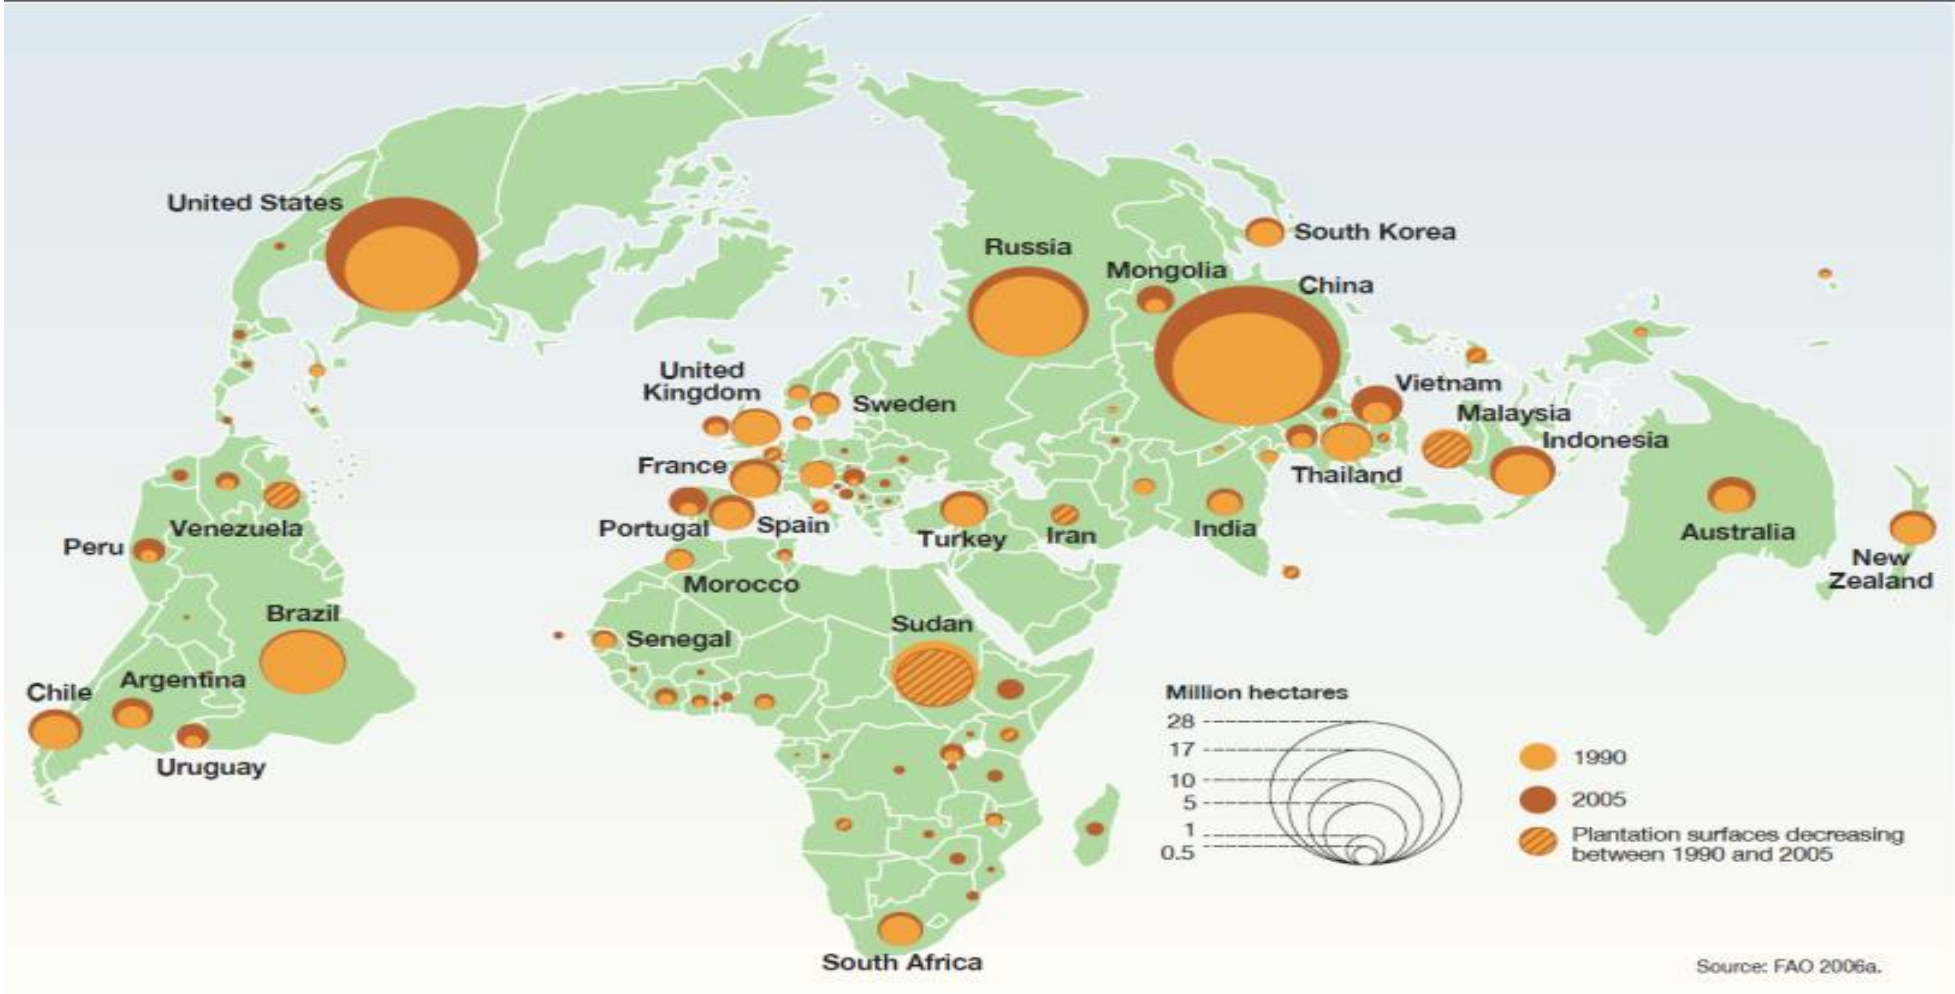 United States
Russia
South Korea
Mongolia
China
United
Kingdom
Sweden
Vietnam
Malaysia
Indonesia
France
Thailand
Portugal
Spain
Turkey
Iran
India
Australia
New
Zealand
Venezuela
Peru
Morocco
Brazil
Senegal
Sudan
Chile
Argentina
Uruguay
South Africa
Million hectares
28
17
10
5
1
0.5
1990
2005
Plantation surfaces decreasing
between 1990 and 2005
Source: FAO 2006a.